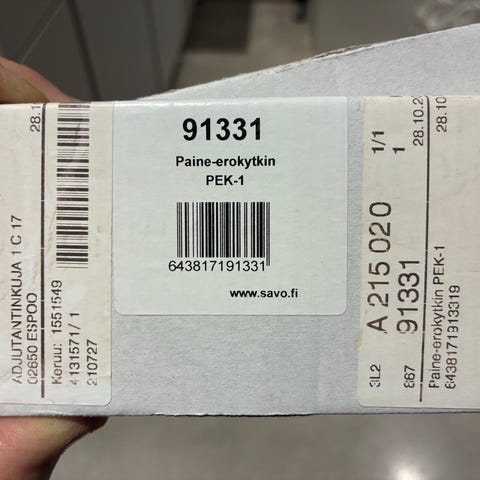 28.1
ADJUTANTINKUJA 1 C 17
02650 ESPOO
Keruu: 1551549
4131571/ 1
210727
91331
Paine-erokytkin
PEK-1
643817191331
www.savo.fi
1/1
1
28.10.2
28.10
A 215 020
91331
3L2
867
Paine-erokytkin PEK-1
6438171913319